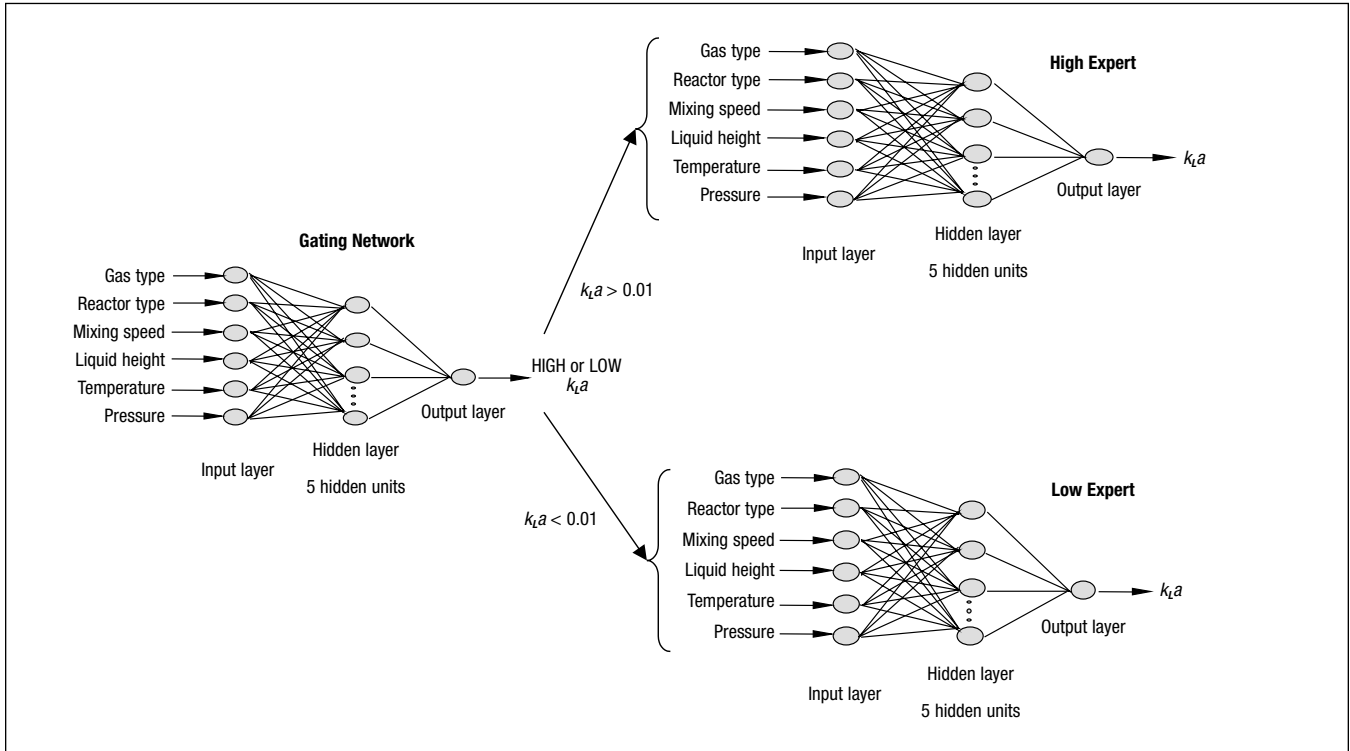 Gating Network
Gas type
Reactor type
Mixing speed
Liquid height
Temperature
Pressure
Input layer
Hidden layer
5 hidden units
Output layer
HIGH or LOW
kLa
kLa > 0.01
kLa < 0.01
High Expert
Gas type
Reactor type
Mixing speed
Liquid height
Temperature
Pressure
Input layer
Hidden layer
5 hidden units
Output layer
kLa
Low Expert
Gas type
Reactor type
Mixing speed
Liquid height
Temperature
Pressure
Input layer
Hidden layer
5 hidden units
Output layer
kLa